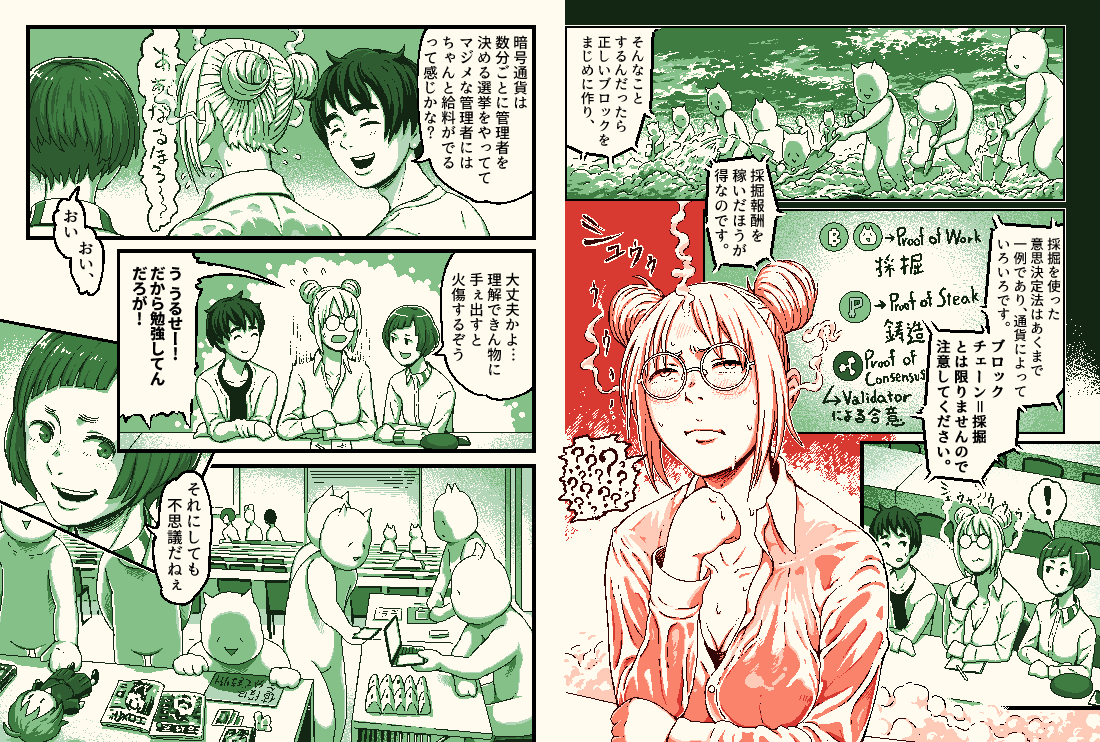 そんなこと
するんだったら
正しいブロックを
まじめに作り、
採掘報酬を
稼いだほうが
得なのです。
採掘を使った
意思決定法はあくまで
一例であり、通貨によって
いろいろです。
ブロック
チェーン＝採掘
とは限りませんので
注意してください。
B →Proof of Work
採掘
P →Proof of Steak
鋳造
Proof of
Consensus
↳Validator
による合意
シュウゥゥ
?????????
!
暗号通貨は
数分ごとに管理者を
決める選挙をやってて
マジメな管理者には
ちゃんと給料がでる
って感じかな？
あぁなるほる～
おい おい、
大丈夫かよ…
理解できん物に
手ェ出すと
火傷するぞぅ
う うるせー！
だから勉強してん
だろが！
それにしても
不思議だねぇ